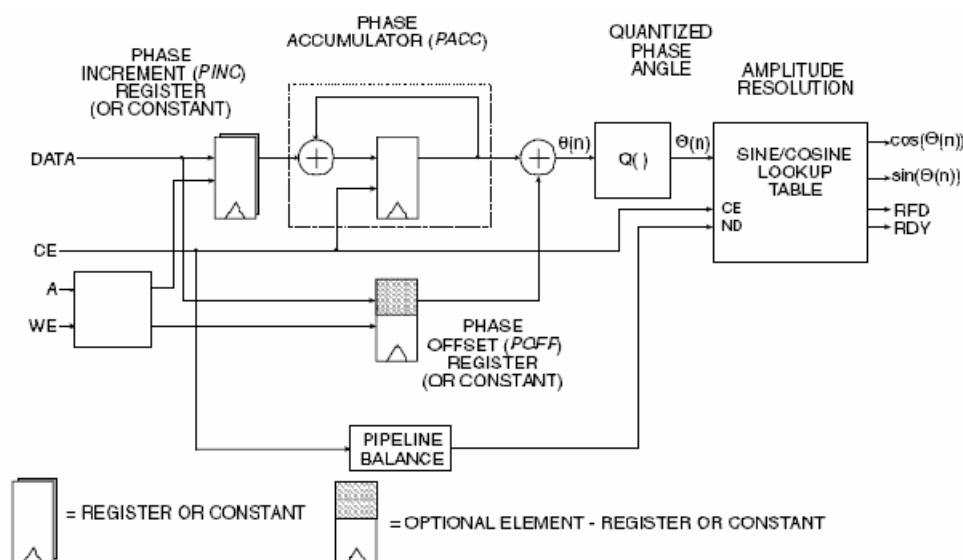 PHASE
ACCUMULATOR (PACC)
QUANTIZED
PHASE
ANGLE
PHASE
INCREMENT (PINC)
REGISTER
(OR CONSTANT)
AMPLITUDE
RESOLUTION
DATA
θ(n)
Q( )
Θ(n)
SINE/COSINE
LOOKUP
TABLE
cos(Θ(n))
sin(Θ(n))
CE
ND
RFD
RDY
CE
A
WE
PHASE
OFFSET (POFF)
REGISTER
(OR CONSTANT)
PIPELINE
BALANCE
= REGISTER OR CONSTANT
= OPTIONAL ELEMENT - REGISTER OR CONSTANT